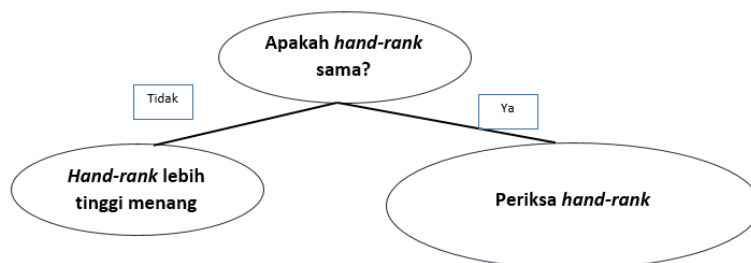 Apakah hand-rank
sama?
Tidak
Ya
Hand-rank lebih
tinggi menang
Periksa hand-rank